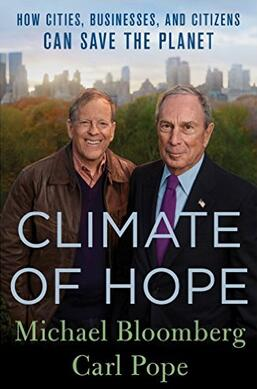 HOW CITIES, BUSINESSES, AND CITIZENS
CAN SAVE THE PLANET
CLIMATE
OF HOPE
Michael Bloomberg
Carl Pope